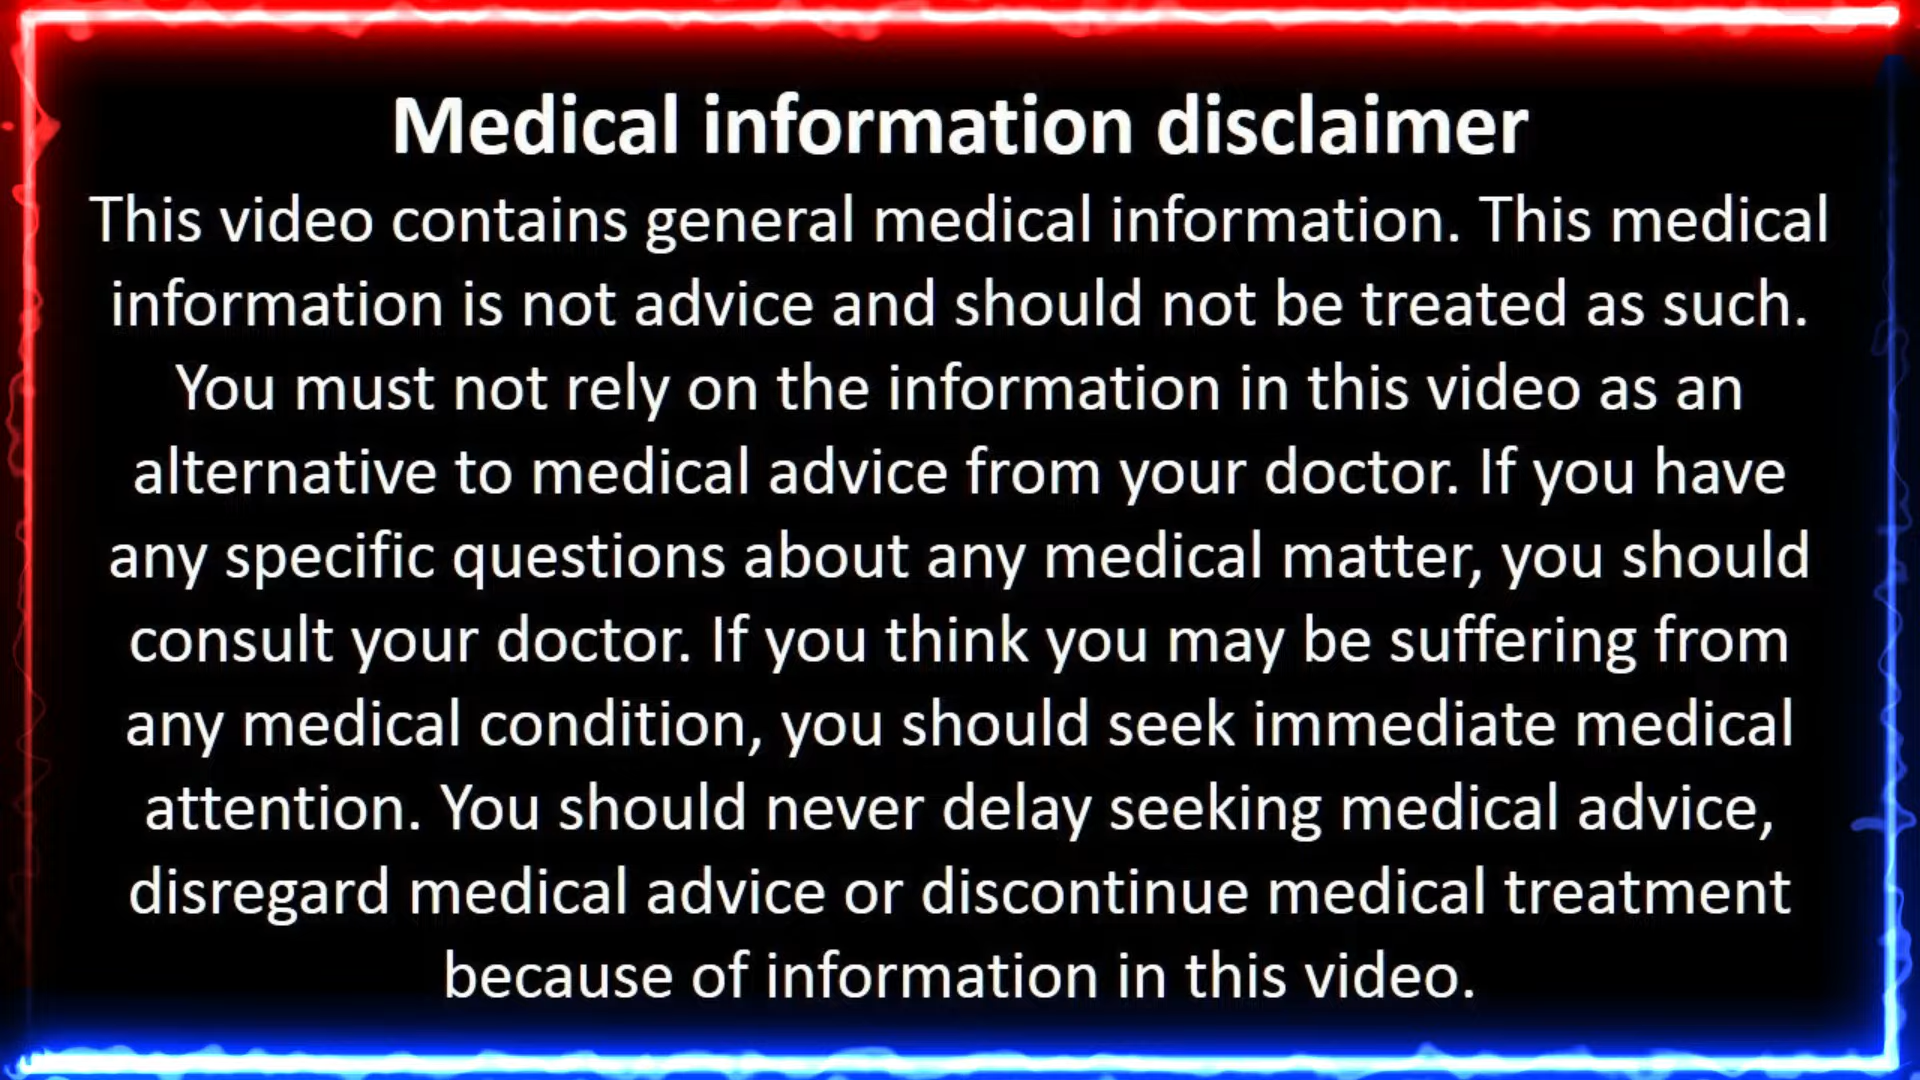 Medical information disclaimer
This video contains general medical information. This medical
information is not advice and should not be treated as such.
You must not rely on the information in this video as an
alternative to medical advice from your doctor. If you have
any specific questions about any medical matter, you should
consult your doctor. If you think you may be suffering from
any medical condition, you should seek immediate medical
attention. You should never delay seeking medical advice,
disregard medical advice or discontinue medical treatment
because of information in this video.